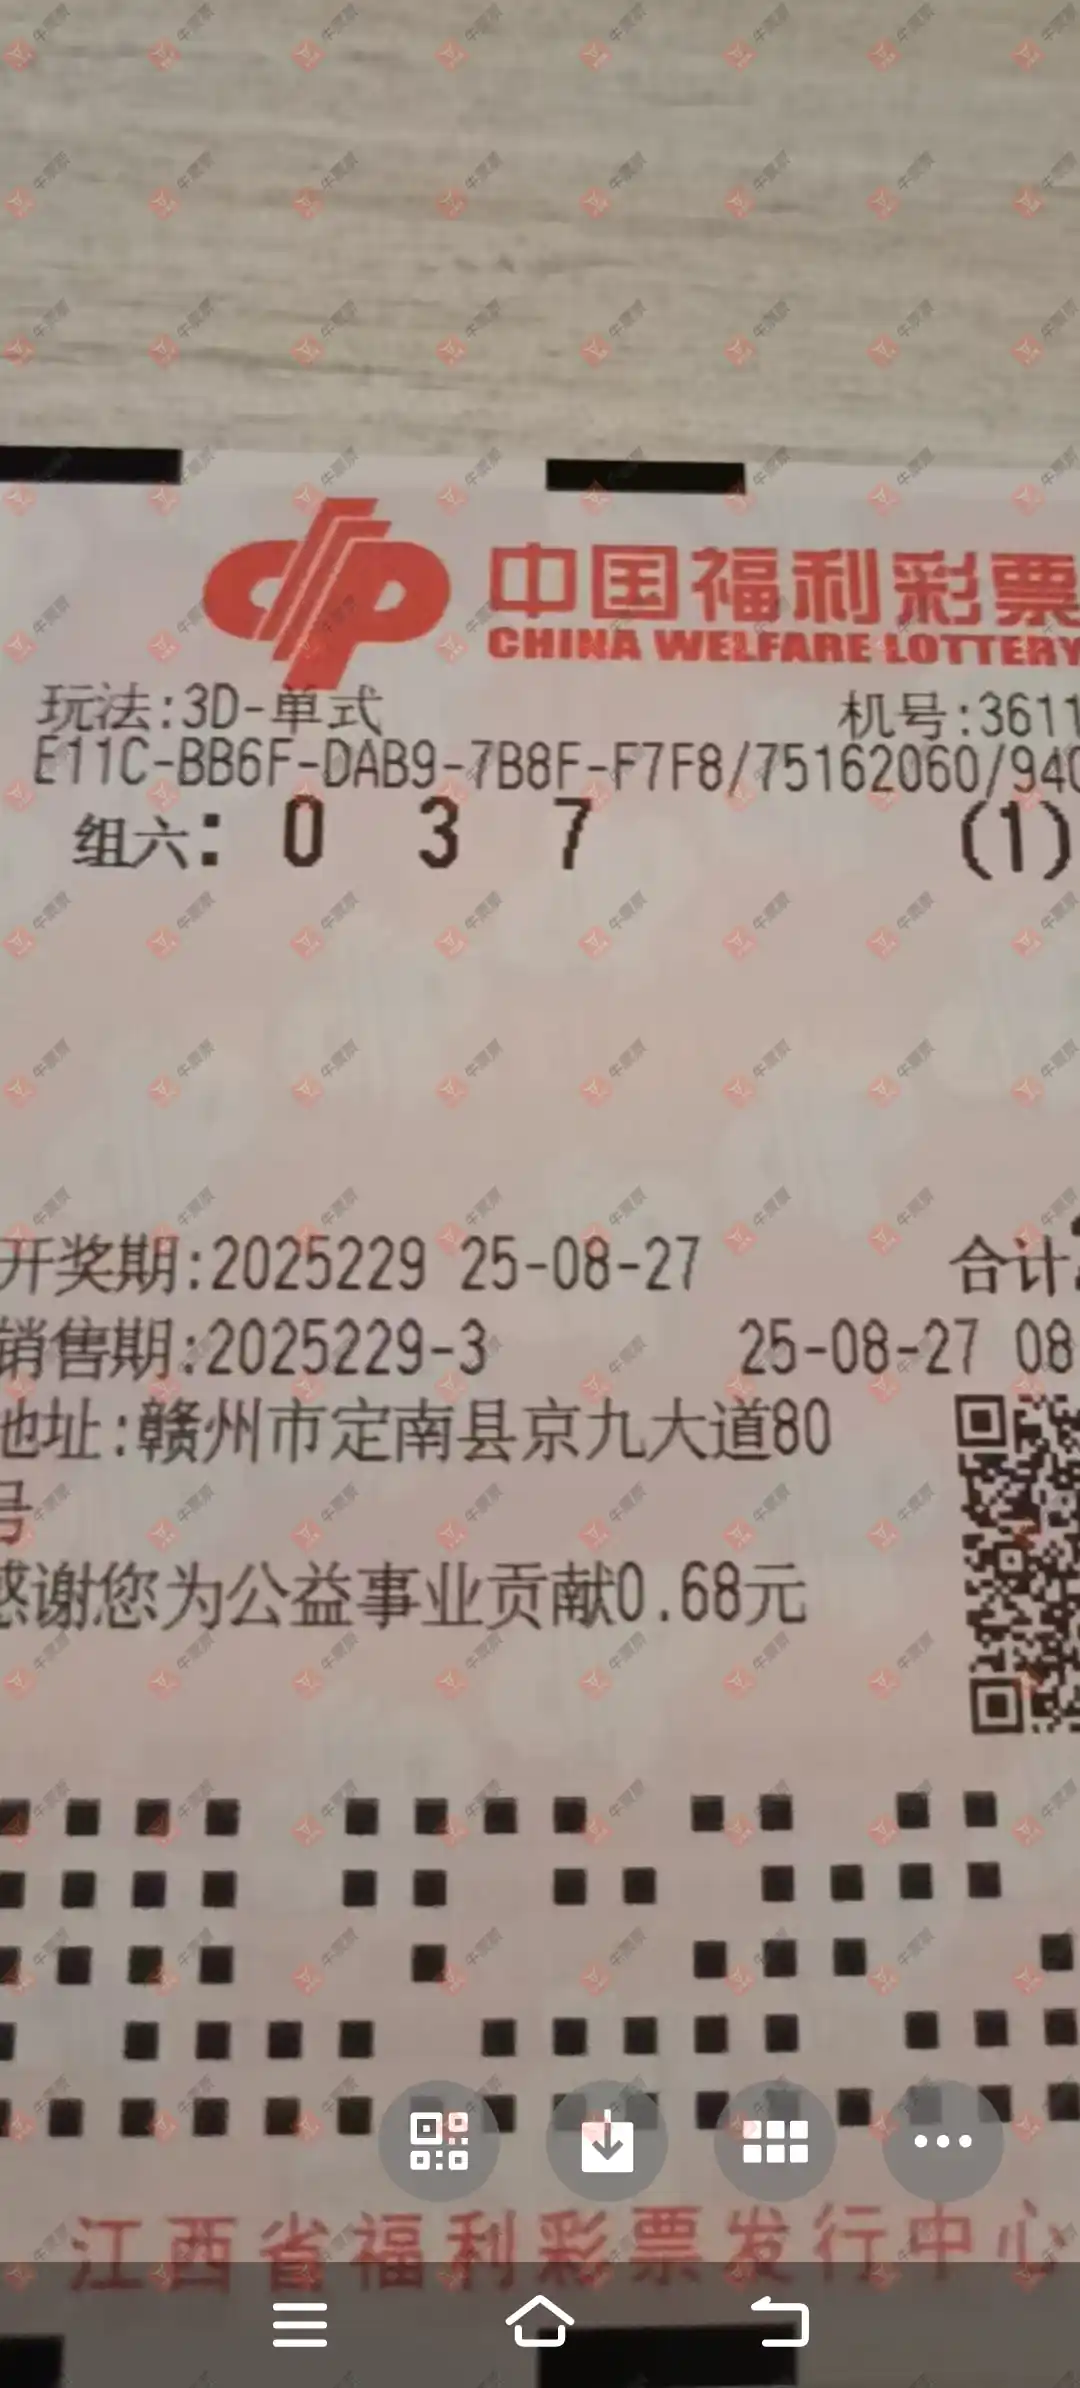 中国福利彩票
CHINA WELFARE LOTTERY
玩法:3D-单式 机号:3611
E11C-BB6F-DAB9-7B8F-F7F8/75162060/940
组六: 0 3 7 (1)
开奖期:2025229 25-08-27 合计
销售期:2025229-3 25-08-27 08
地址:赣州市定南县京九大道80
号
感谢您为公益事业贡献0.68元
江西省福利彩票发行中心